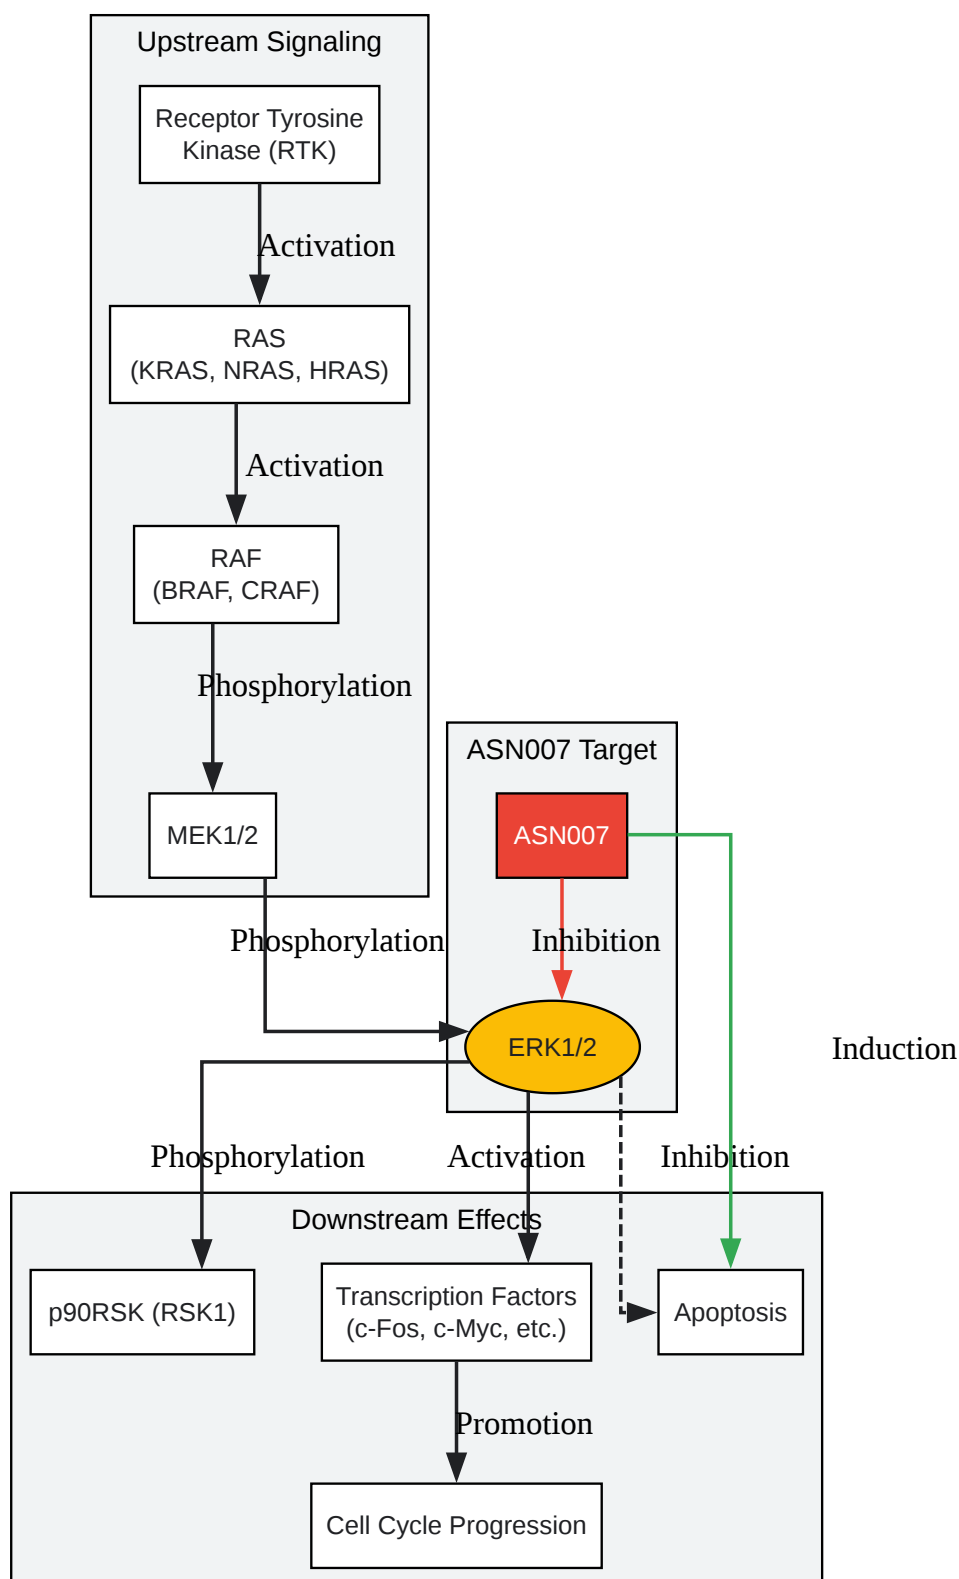 Upstream Signaling
Receptor Tyrosine
Kinase (RTK)
Activation
RAS
(KRAS, NRAS, HRAS)
Activation
RAF
(BRAF, CRAF)
Phosphorylation
ASN007 Target
MEK1/2
ASN007
Phosphorylation
Inhibition
ERK1/2
Induction
Phosphorylation
Activation
Inhibition
Downstream Effects
p90RSK (RSK1)
Transcription Factors
(c-Fos, c-Myc, etc.)
Apoptosis
Promotion
Cell Cycle Progression